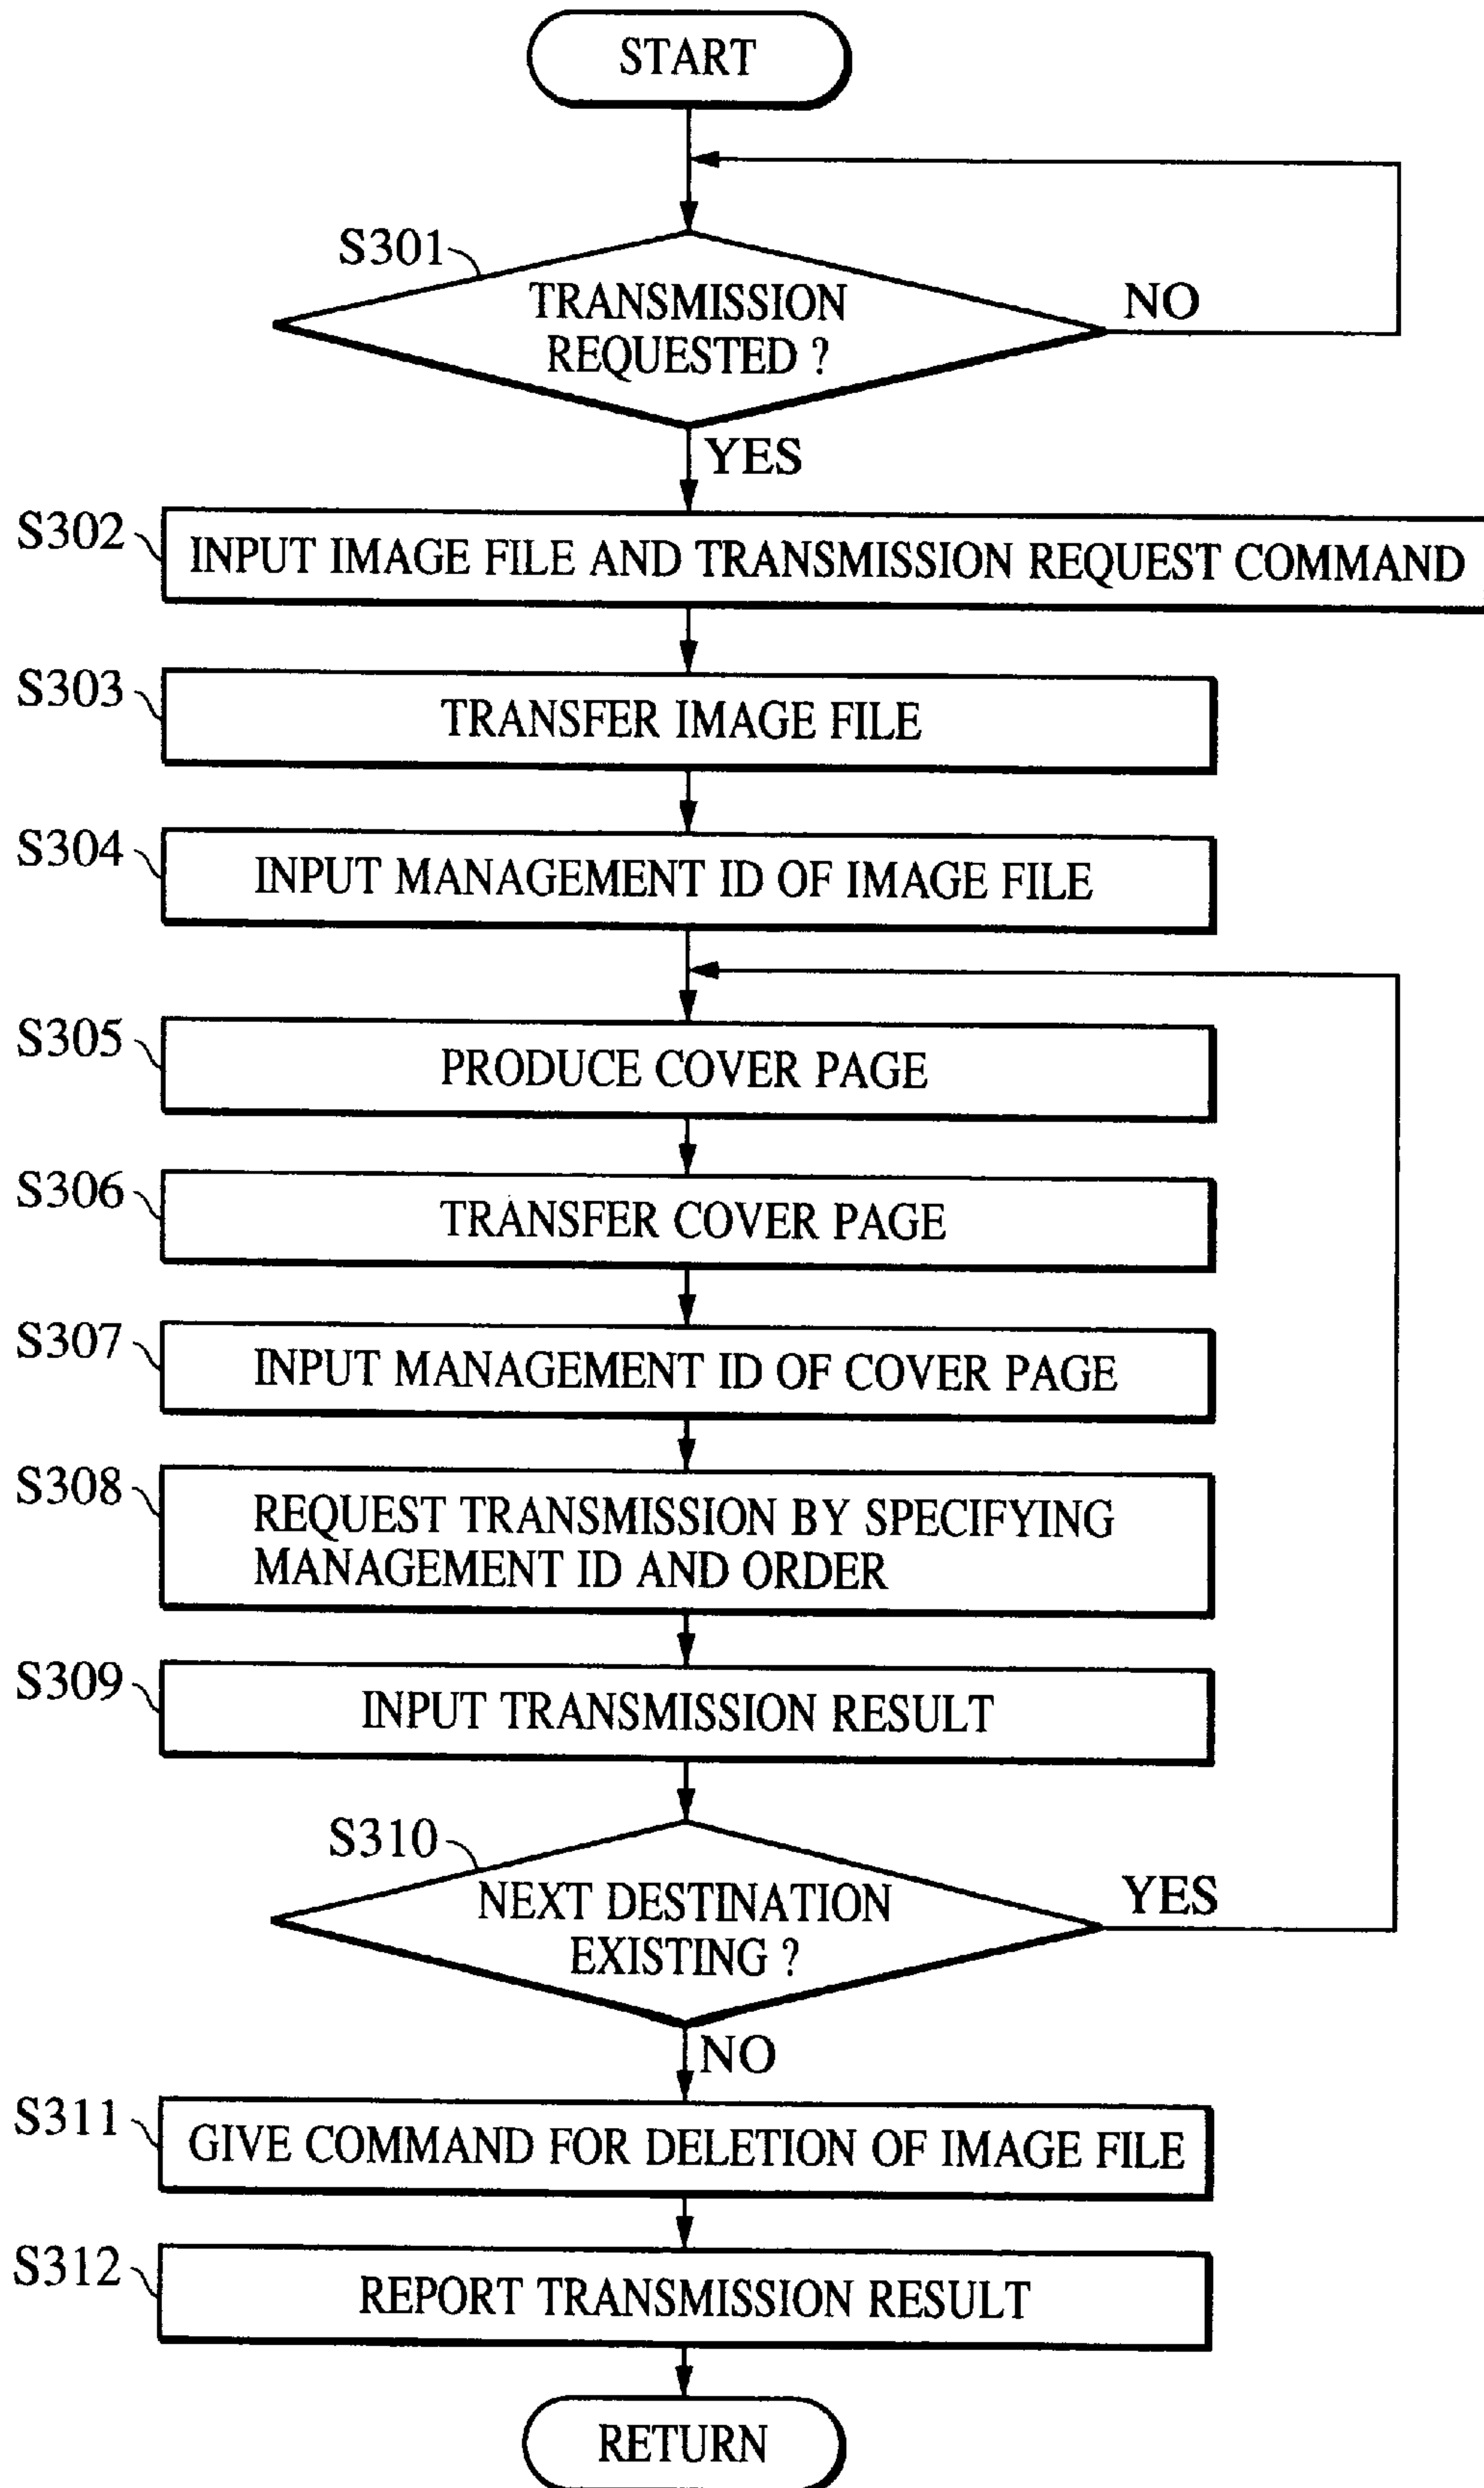 START
S301
TRANSMISSION
REQUESTED ?
NO
YES
S302
INPUT IMAGE FILE AND TRANSMISSION REQUEST COMMAND
S303
TRANSFER IMAGE FILE
S304
INPUT MANAGEMENT ID OF IMAGE FILE
S305
PRODUCE COVER PAGE
S306
TRANSFER COVER PAGE
S307
INPUT MANAGEMENT ID OF COVER PAGE
S308
REQUEST TRANSMISSION BY SPECIFYING
MANAGEMENT ID AND ORDER
S309
INPUT TRANSMISSION RESULT
S310
NEXT DESTINATION
EXISTING ?
YES
NO
S311
GIVE COMMAND FOR DELETION OF IMAGE FILE
S312
REPORT TRANSMISSION RESULT
RETURN